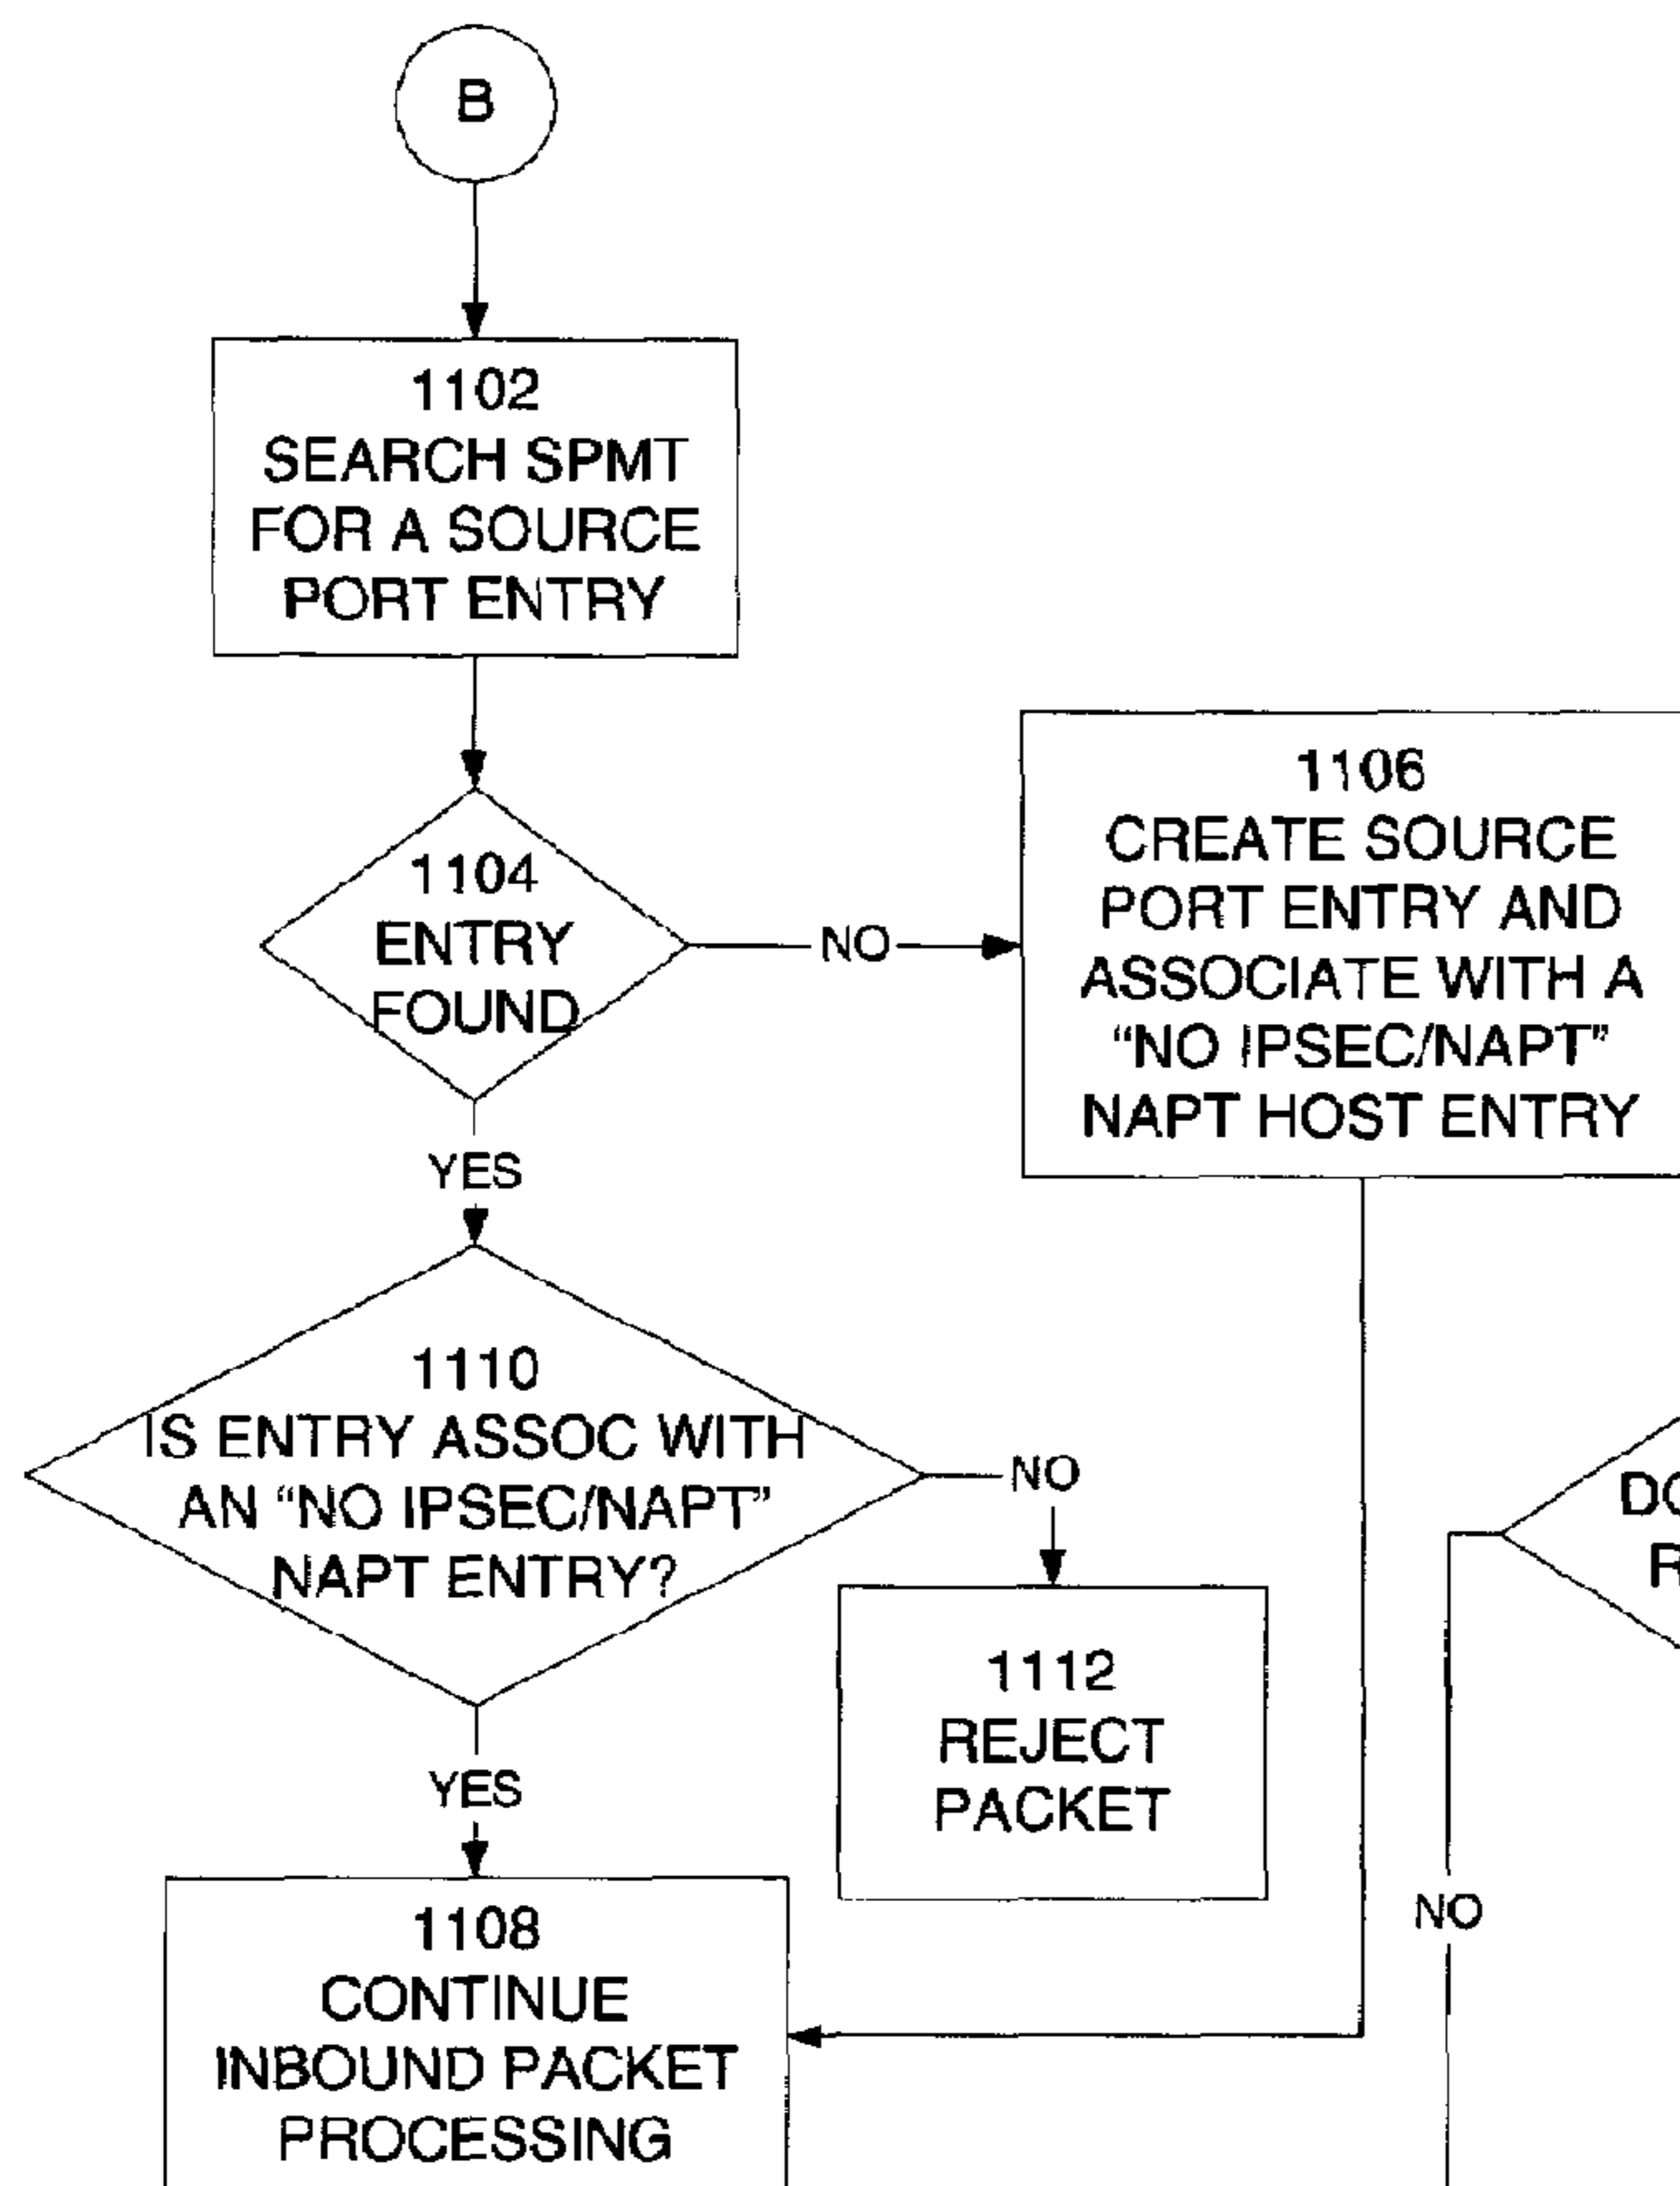 B
1102
SEARCH SPMT
FOR A SOURCE
PORT ENTRY
1104
ENTRY
FOUND
NO
1106
CREATE SOURCE
PORT ENTRY AND
ASSOCIATE WITH A
“NO IPSEC/NAPT”
NAPT HOST ENTRY
YES
1110
IS ENTRY ASSOC WITH
AN “NO IPSEC/NAPT”
NAPT ENTRY?
NO
1112
REJECT
PACKET
YES
1108
CONTINUE
INBOUND PACKET
PROCESSING
NO